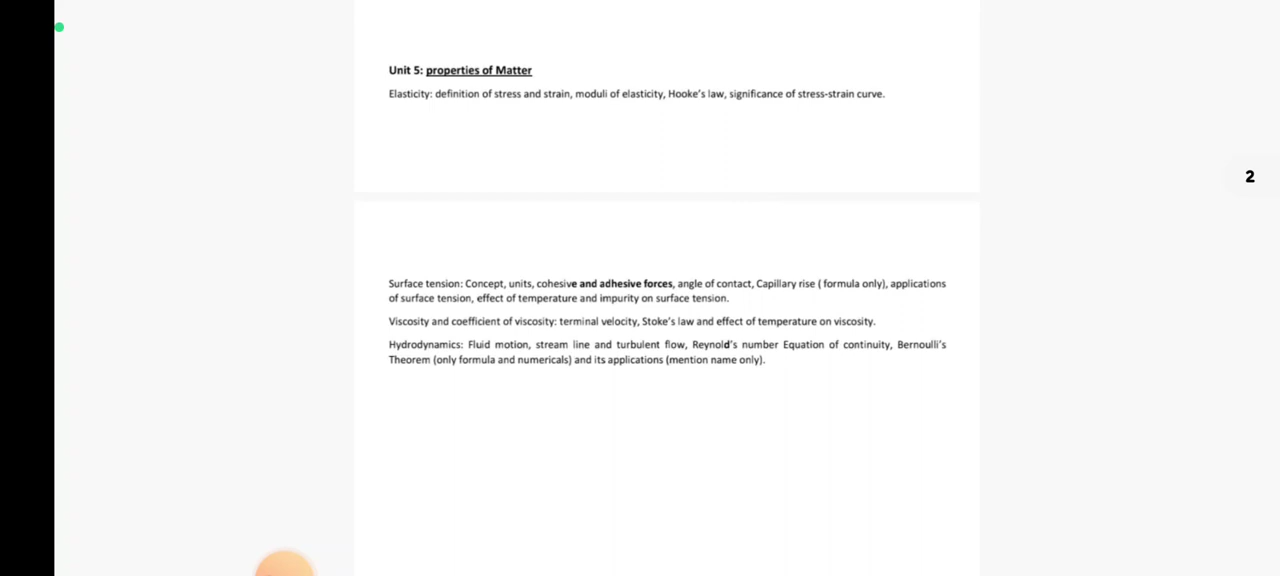 Unit 5: properties of Matter
Elasticity: definition of stress and strain, moduli of elasticity, Hooke's law, significance of stress-strain curve.
2
Surface tension: Concept, units, cohesive and adhesive forces, angle of contact, Capillary rise ( formula only), applications
of surface tension, effect of temperature and impurity on surface tension.
Viscosity and coefficient of viscosity: terminal velocity, Stoke's law and effect of temperature on viscosity.
Hydrodynamics: Fluid motion, stream line and turbulent flow, Reynold's number Equation of continuity, Bernoulli's
Theorem (only formula and numericals) and its applications (mention name only).